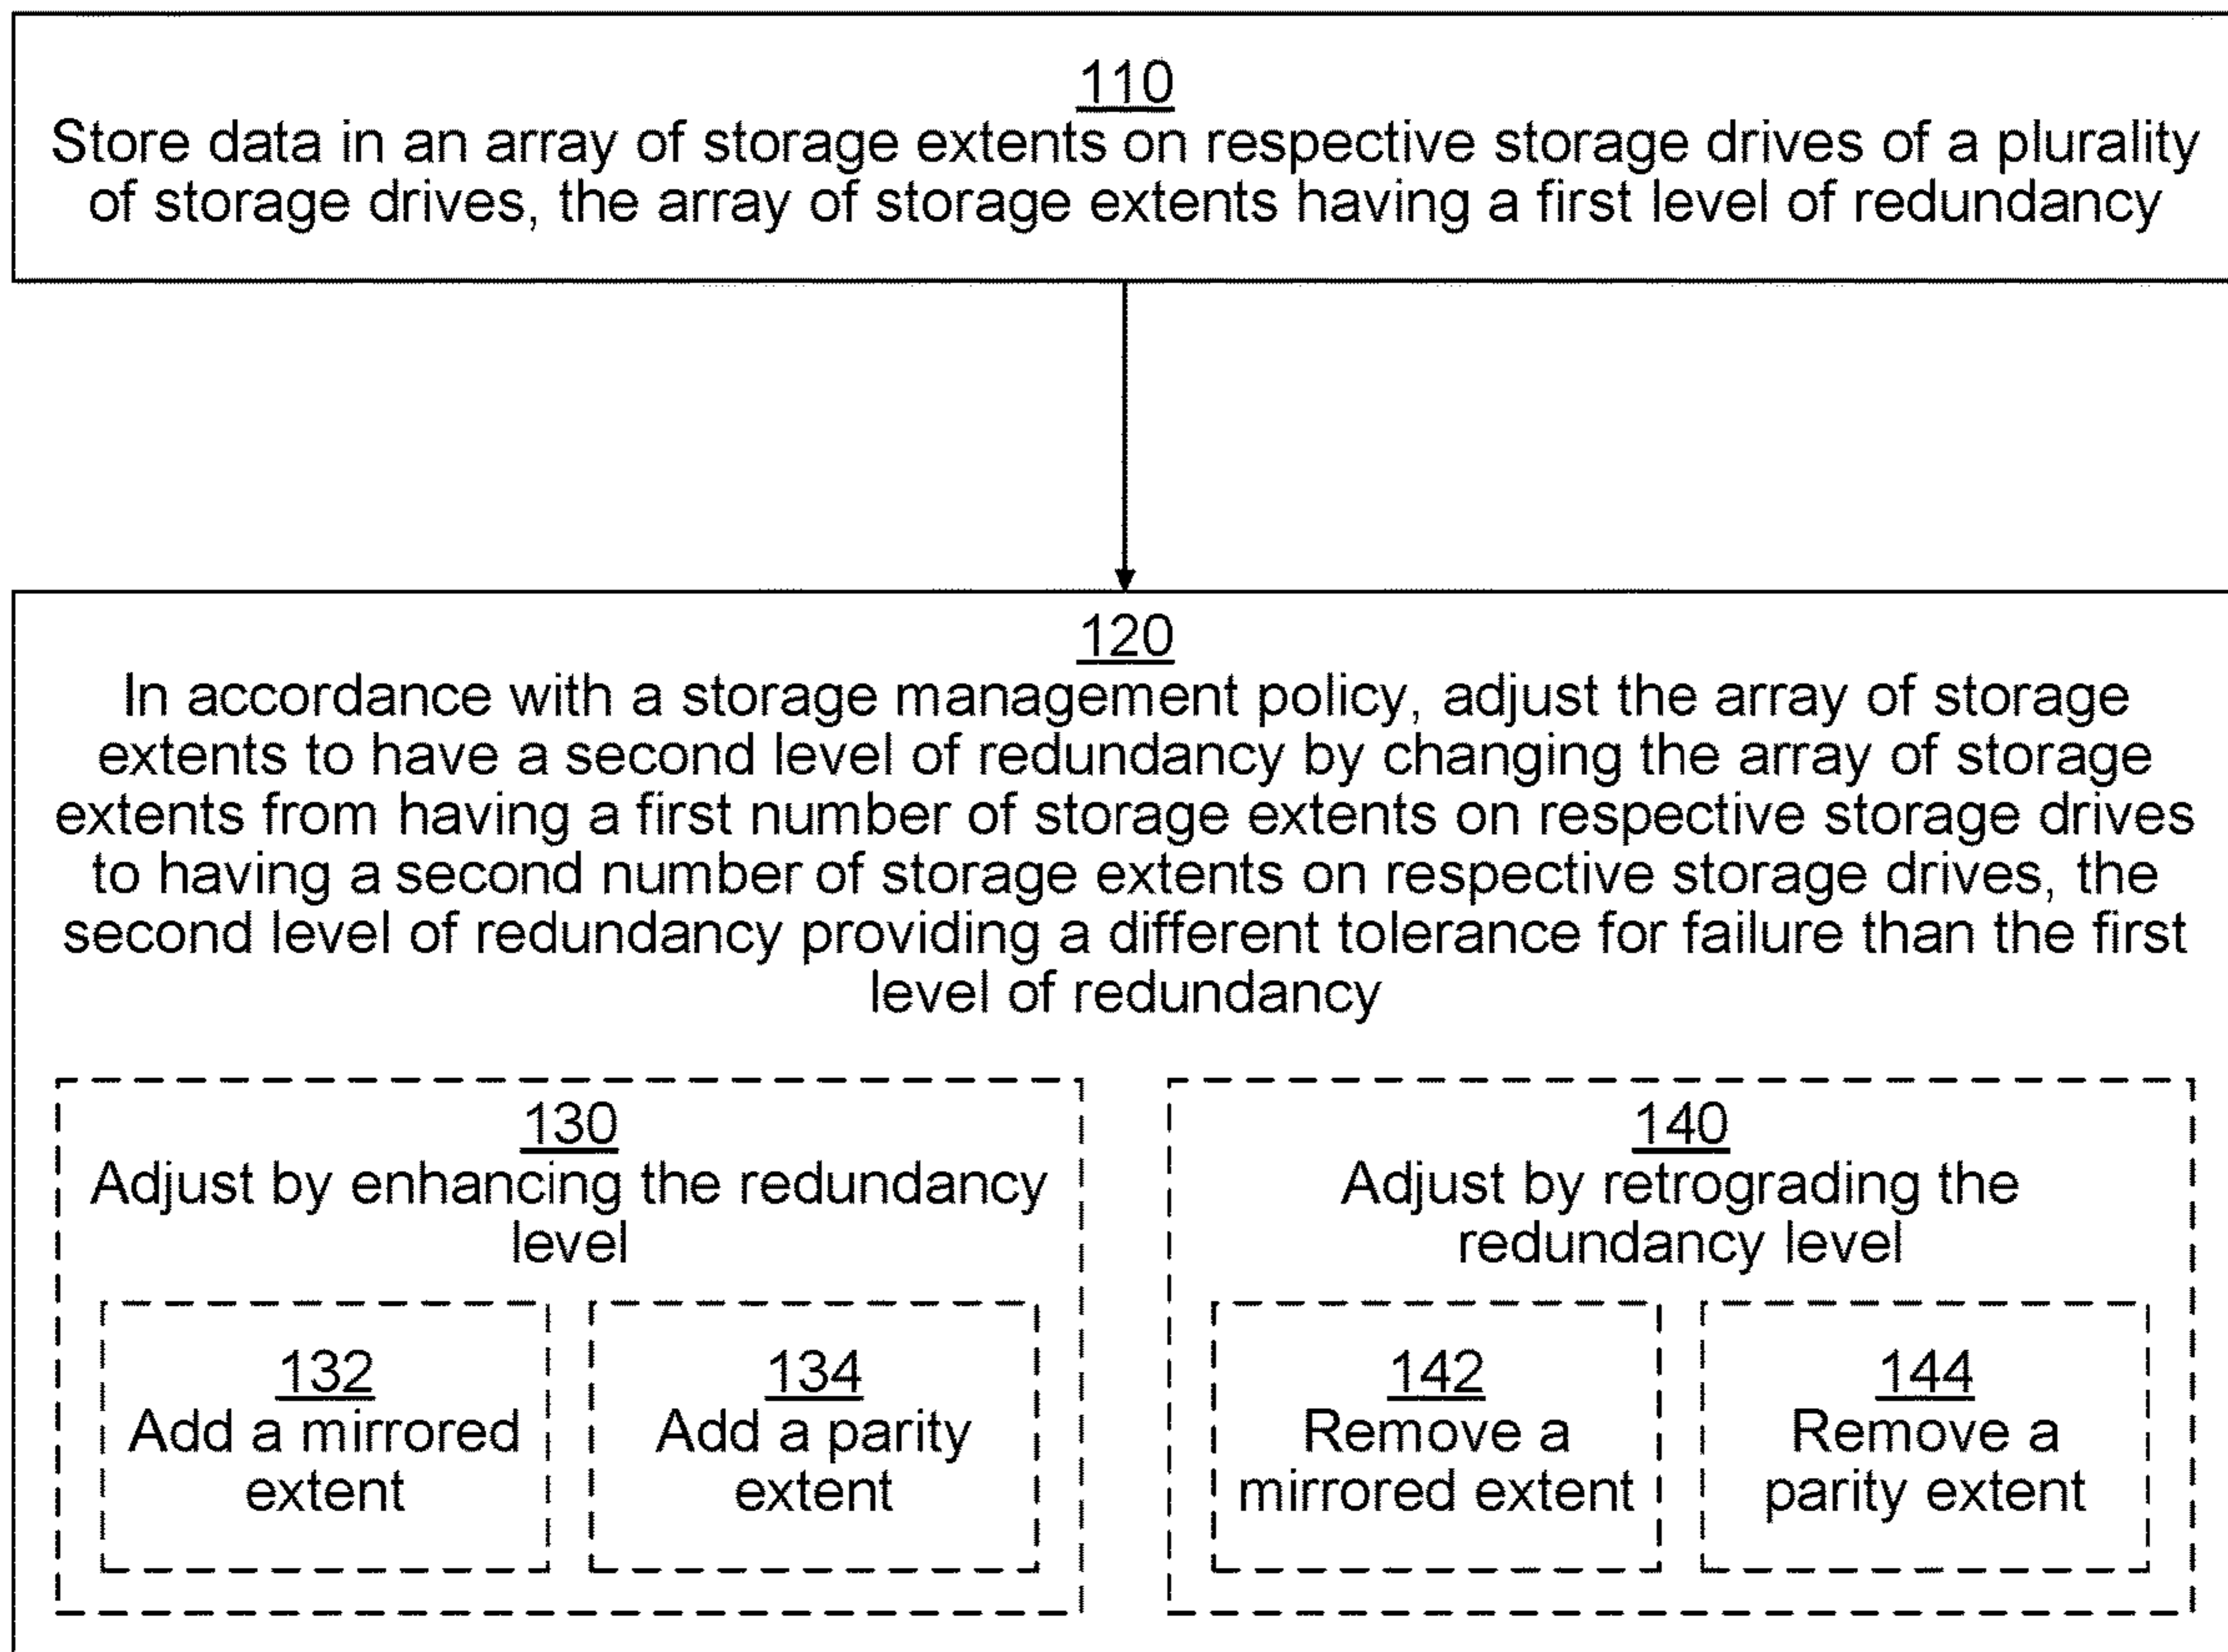 110
Store data in an array of storage extents on respective storage drives of a plurality
of storage drives, the array of storage extents having a first level of redundancy
120
In accordance with a storage management policy, adjust the array of storage
extents to have a second level of redundancy by changing the array of storage
extents from having a first number of storage extents on respective storage drives
to having a second number of storage extents on respective storage drives, the
second level of redundancy providing a different tolerance for failure than the first
level of redundancy
130
Adjust by enhancing the redundancy
level
132
Add a mirrored
extent
134
Add a parity
extent
140
Adjust by retrograding the
redundancy level
142
Remove a
mirrored extent
144
Remove a
parity extent